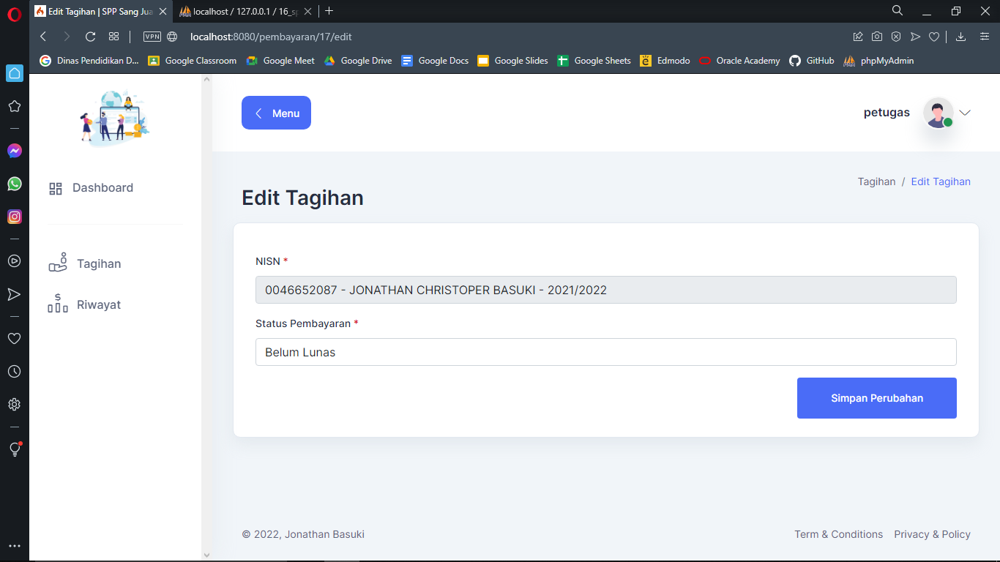 Edit Tagihan | SPP Sang Jua
localhost / 127.0.0.1 / 16_sp
VPN
localhost:8080/pembayaran/17/edit
Dinas Pendidikan D... Google Classroom Google Meet Google Drive Google Docs Google Slides Google Sheets Edmodo Oracle Academy GitHub phpMyAdmin
Menu
petugas
Dashboard
Tagihan
Riwayat
Tagihan / Edit Tagihan
Edit Tagihan
NISN *
0046652087 - JONATHAN CHRISTOPER BASUKI - 2021/2022
Status Pembayaran *
Belum Lunas
Simpan Perubahan
© 2022, Jonathan Basuki
Term & Conditions Privacy & Policy